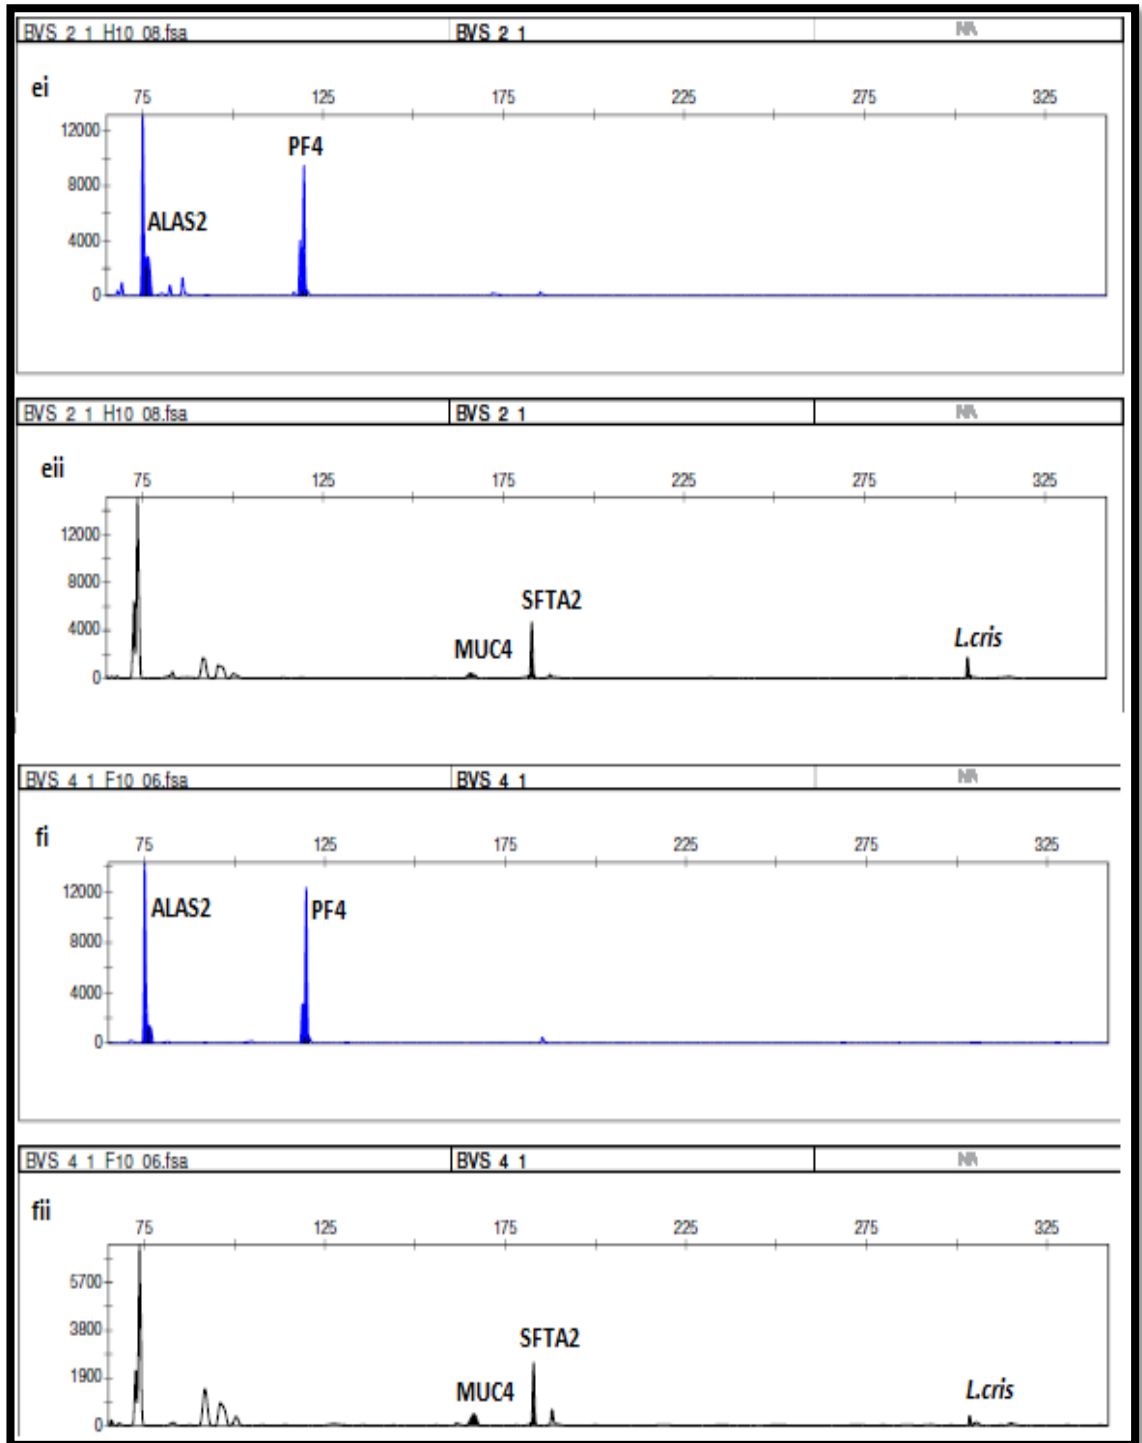 BVS 2 1 H10 08.fsa BVS 2 1 NA
ei
75 125 175 225 275 325
12000
8000
4000
0
PF4
ALAS2
BVS 2 1 H10 08.fsa BVS 2 1 NA
eii
75 125 175 225 275 325
12000
8000
4000
0
SFTA2
MUC4
L.cris
BVS 4 1 F10 06.fsa BVS 4 1 NA
fi
75 125 175 225 275 325
12000
8000
4000
0
ALAS2 PF4
BVS 4 1 F10 06.fsa BVS 4 1 NA
fii
75 125 175 225 275 325
5700
3800
1900
0
SFTA2
MUC4 L.cris